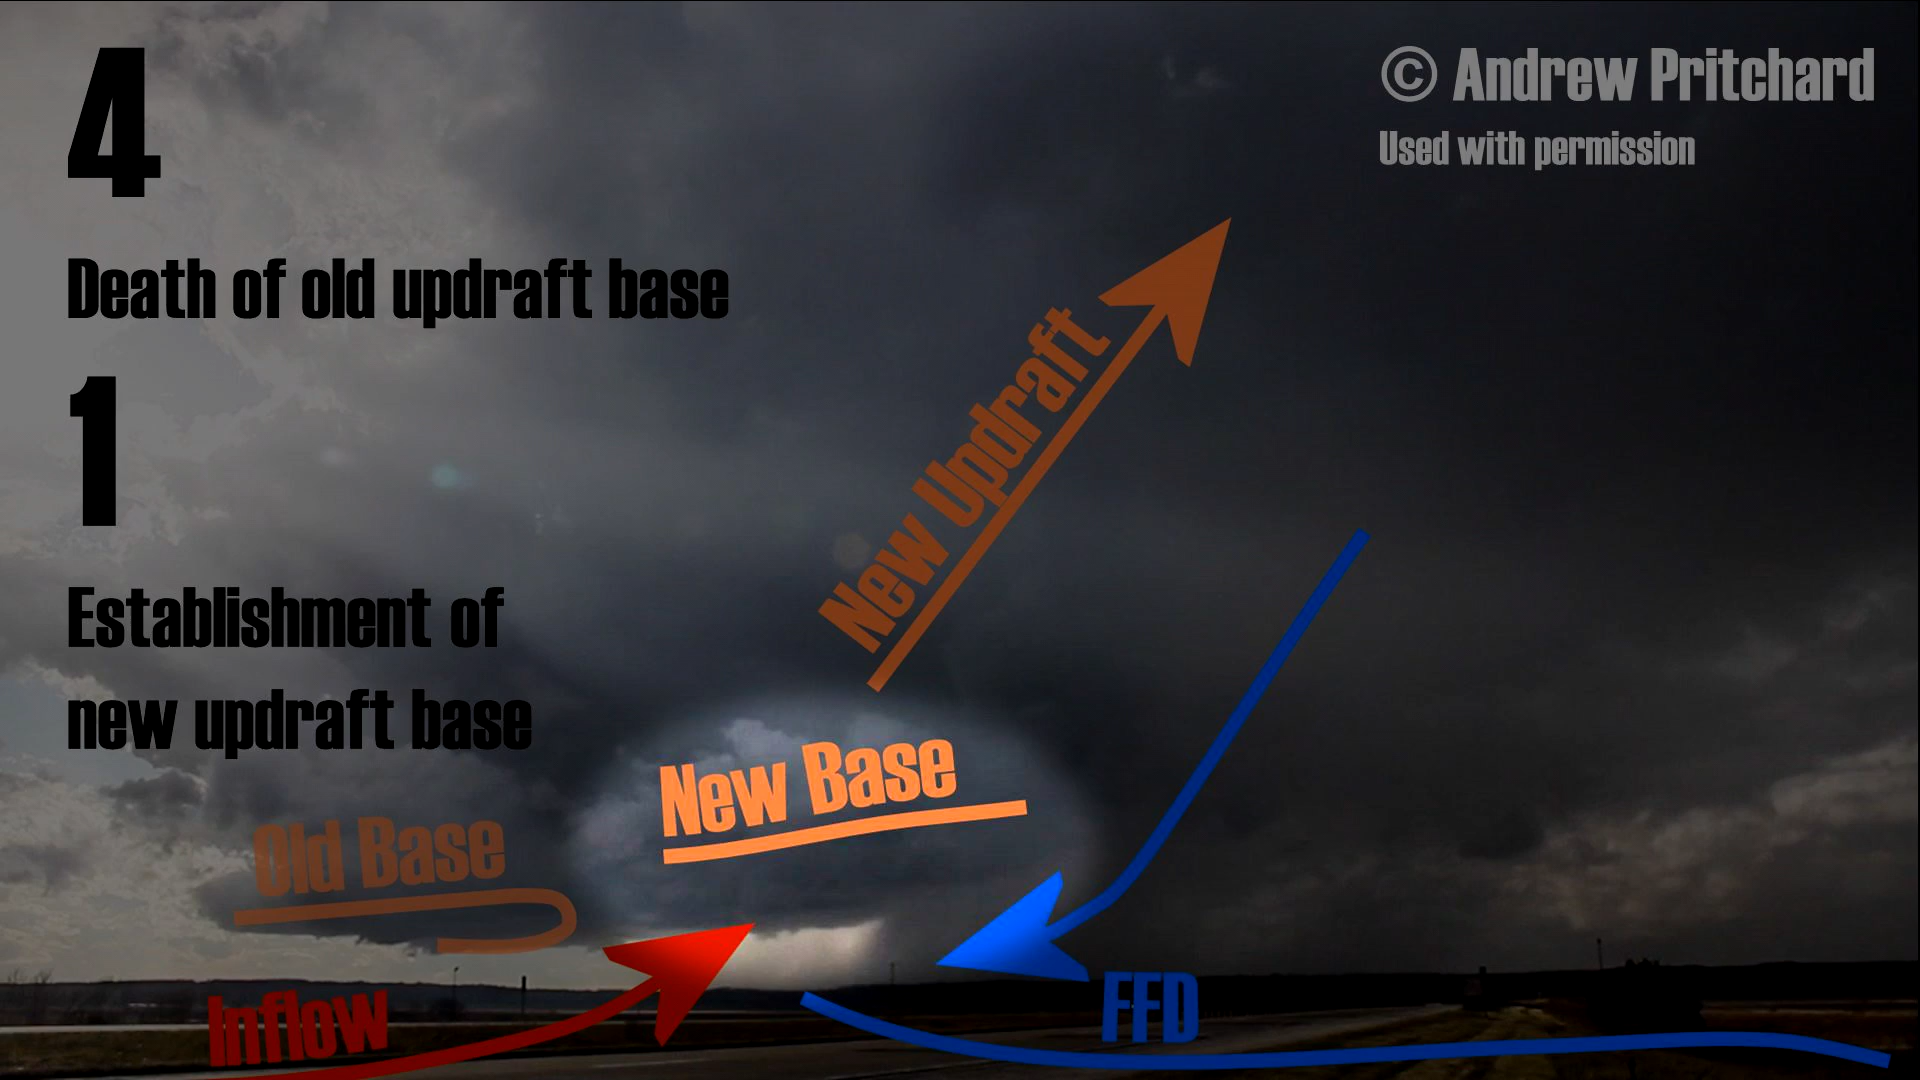 4
Death of old updraft base
1
Establishment of
new updraft base
© Andrew Pritchard
Used with permission
New Updraft
New Base
Old Base
Inflow
FFD